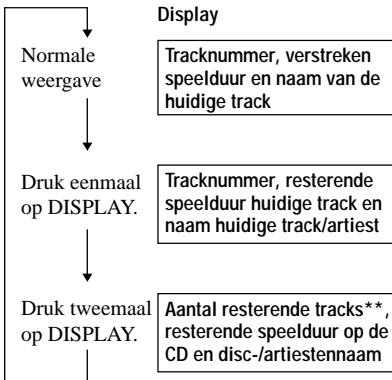 Display
Normale
weergave
Tracknummer, verstreken
speelduur en naam van de
huidige track
Druk eenmaal
op DISPLAY.
Tracknummer, resterende
speelduur huidige track en
naam huidige track/artiest
Druk tweemaal
op DISPLAY.
Aantal resterende tracks**,
resterende speelduur op de
CD en disc-/artiestennaam